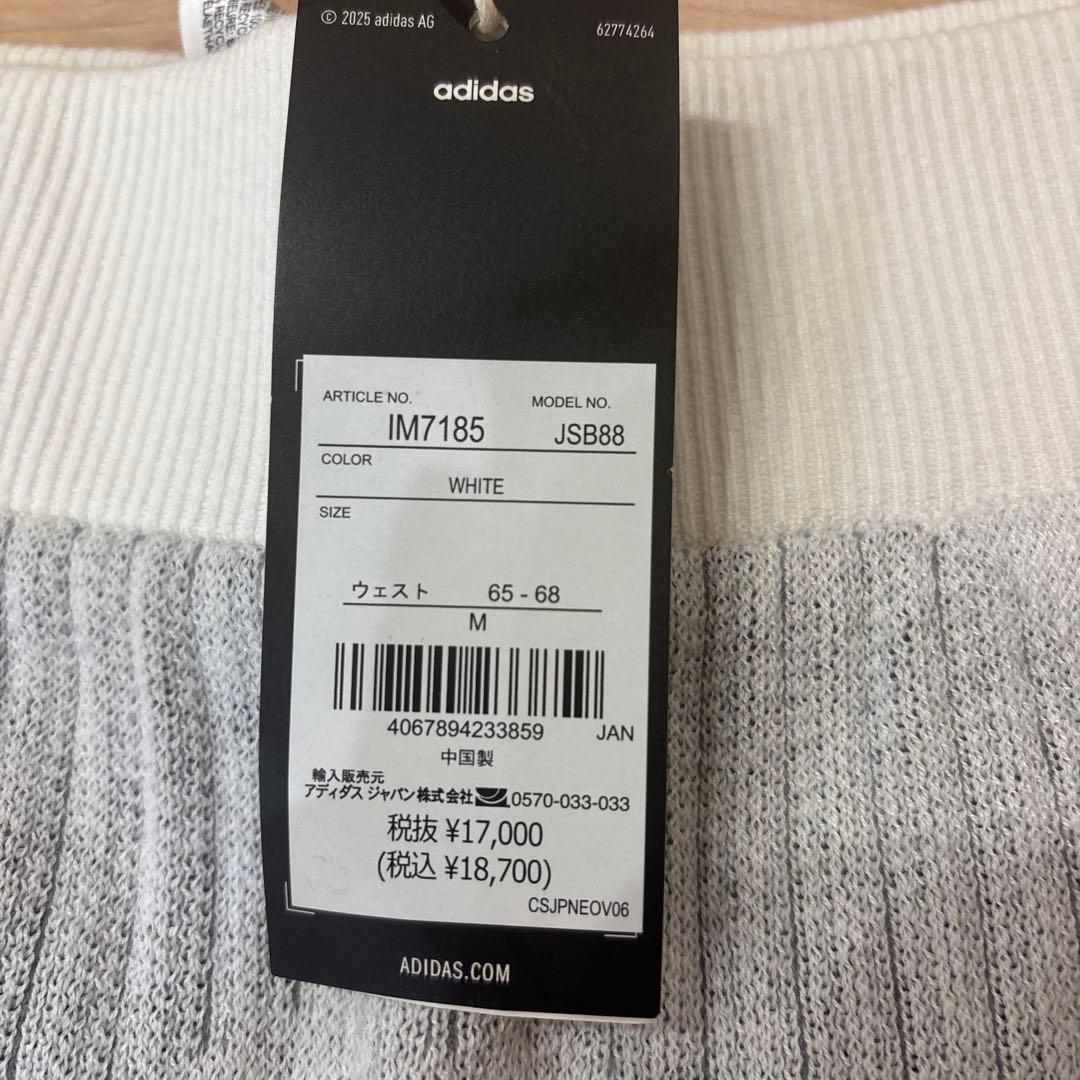 © 2025 adidas AG
62774264
adidas
ARTICLE NO. MODEL NO.
IM7185 JSB88
COLOR
WHITE
SIZE
ウェスト 65 - 68
M
4067894233859 JAN
中国製
輸入販売元
アディダス ジャパン株式会社 0570-033-033
税抜 ¥17,000
(税込 ¥18,700)
CSJPNEOV06
ADIDAS.COM